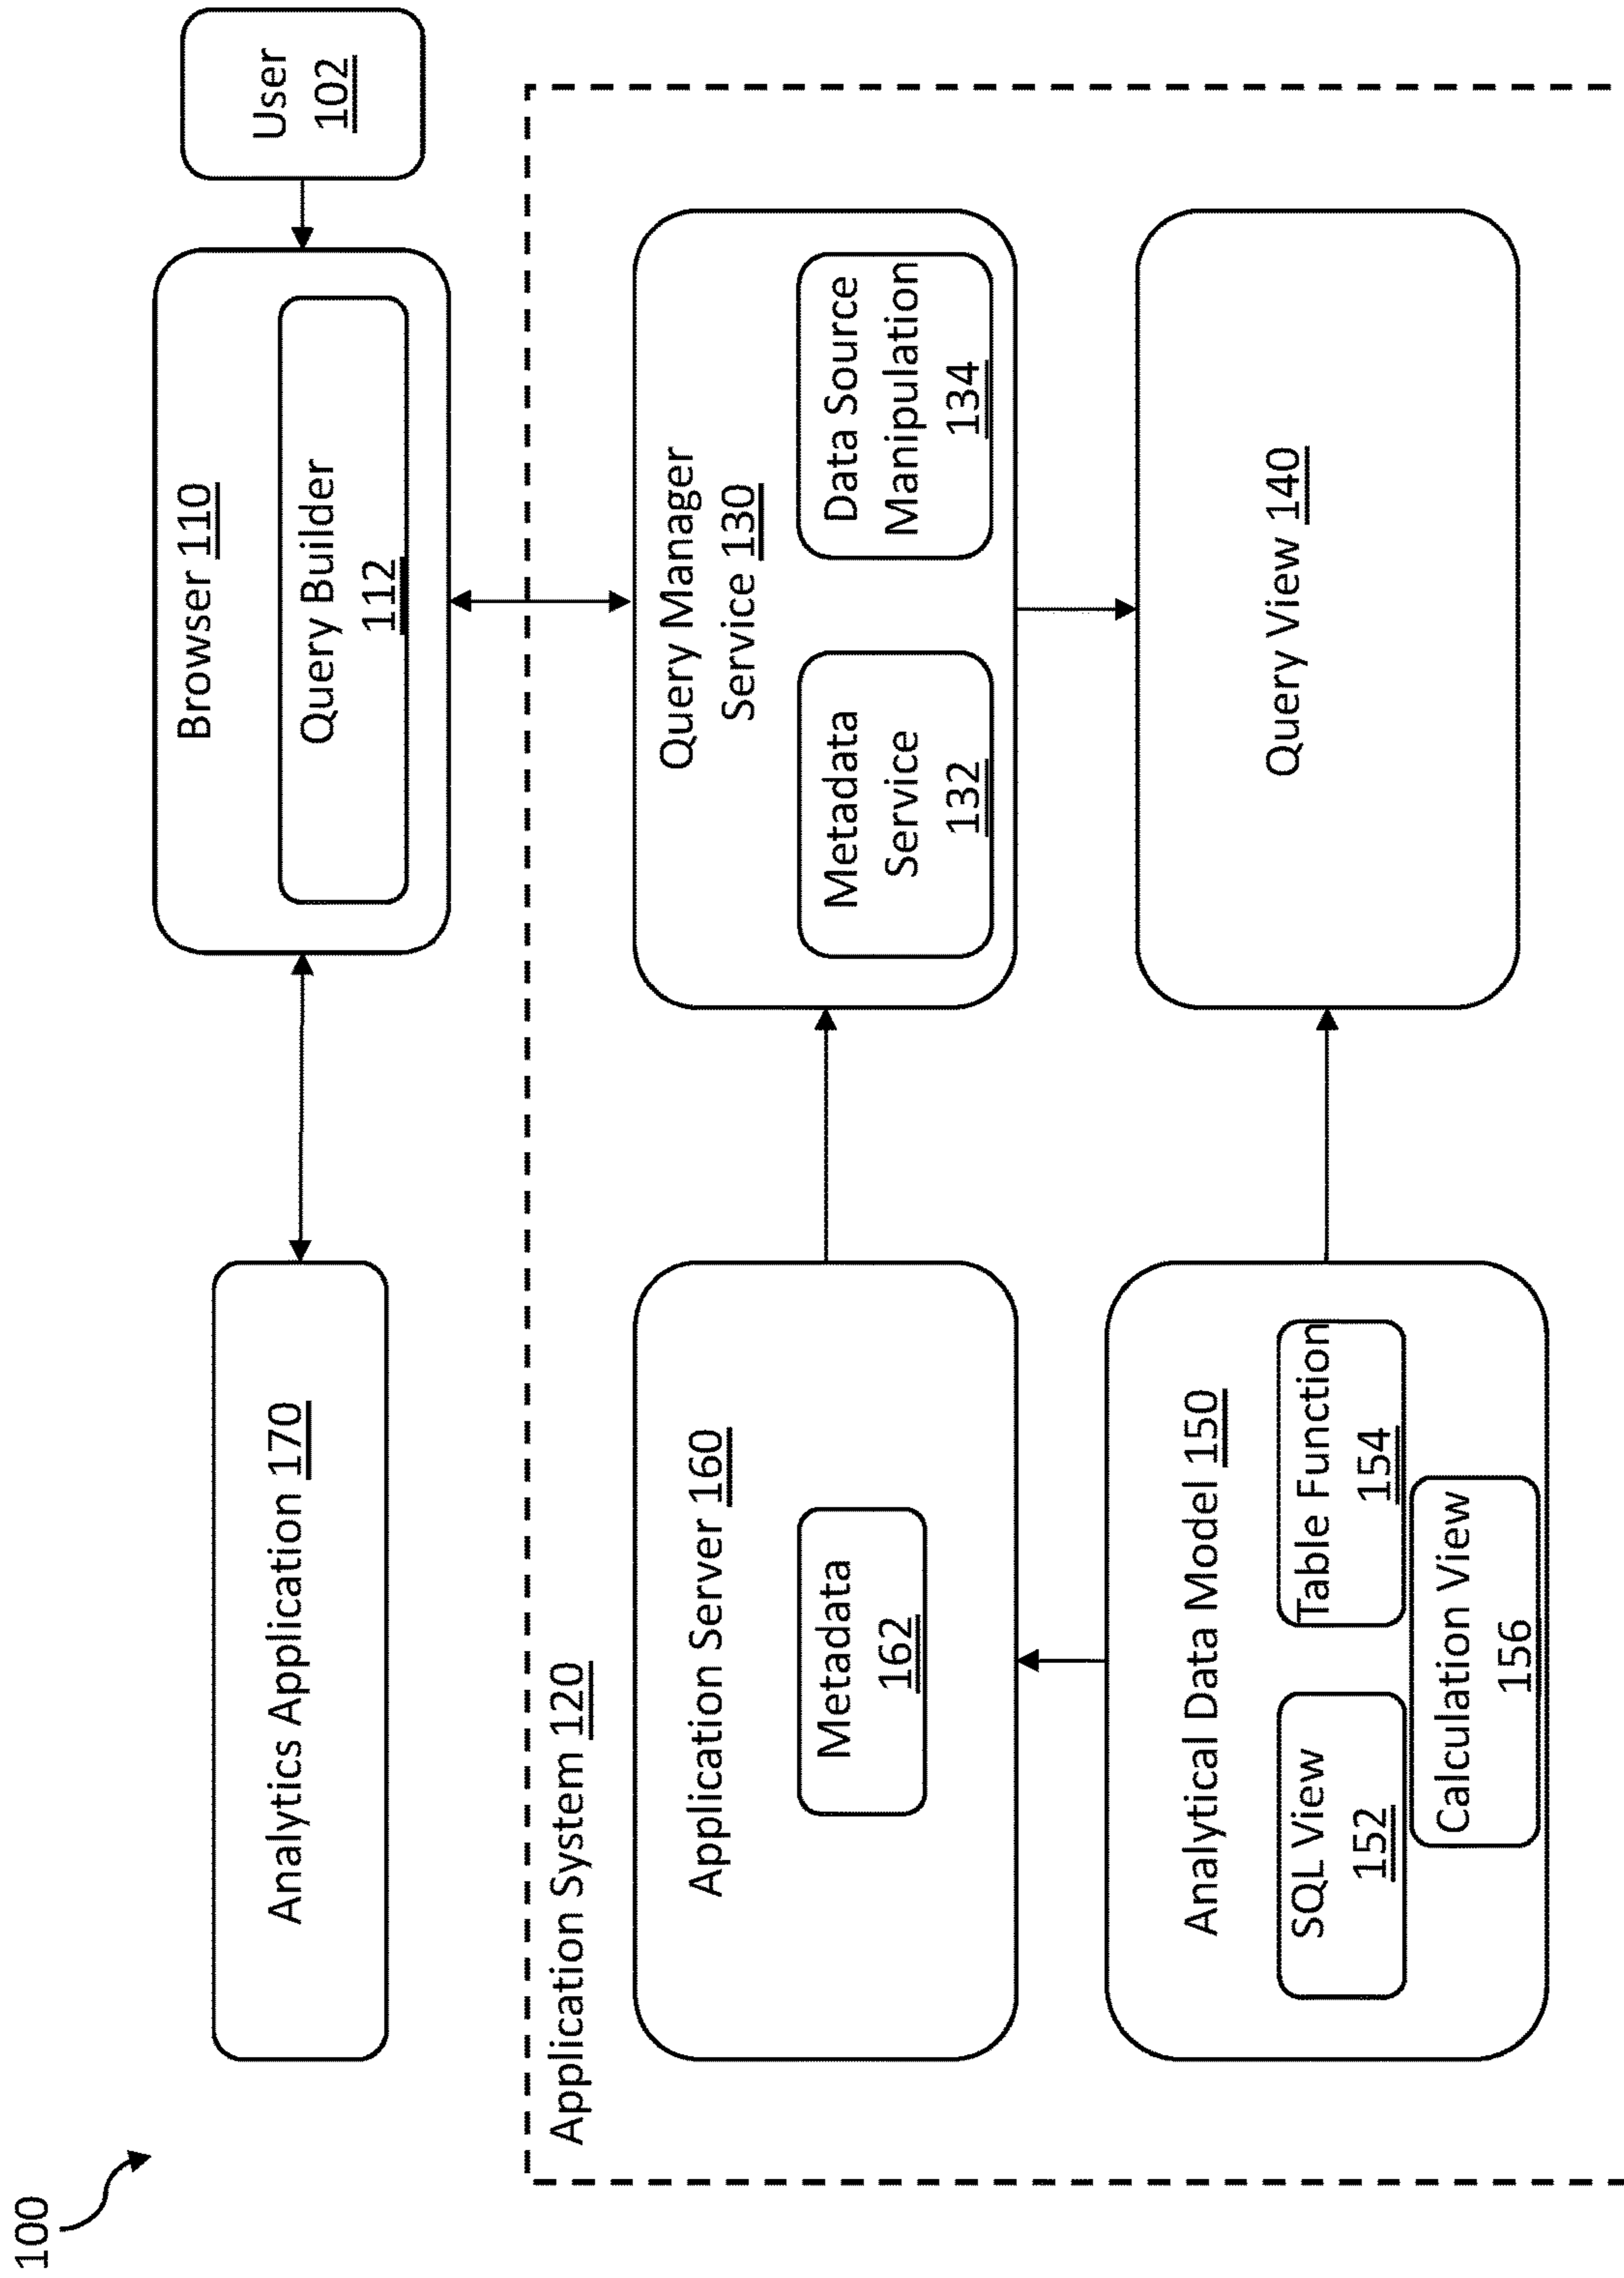 100
Analytics Application 170
Browser 110
Query Builder
112
User
102
Application System 120
Application Server 160
Metadata
162
Query Manager
Service 130
Metadata
Service
132
Data Source
Manipulation
134
Analytical Data Model 150
SQL View
152
Table Function
154
Calculation View
156
Query View 140